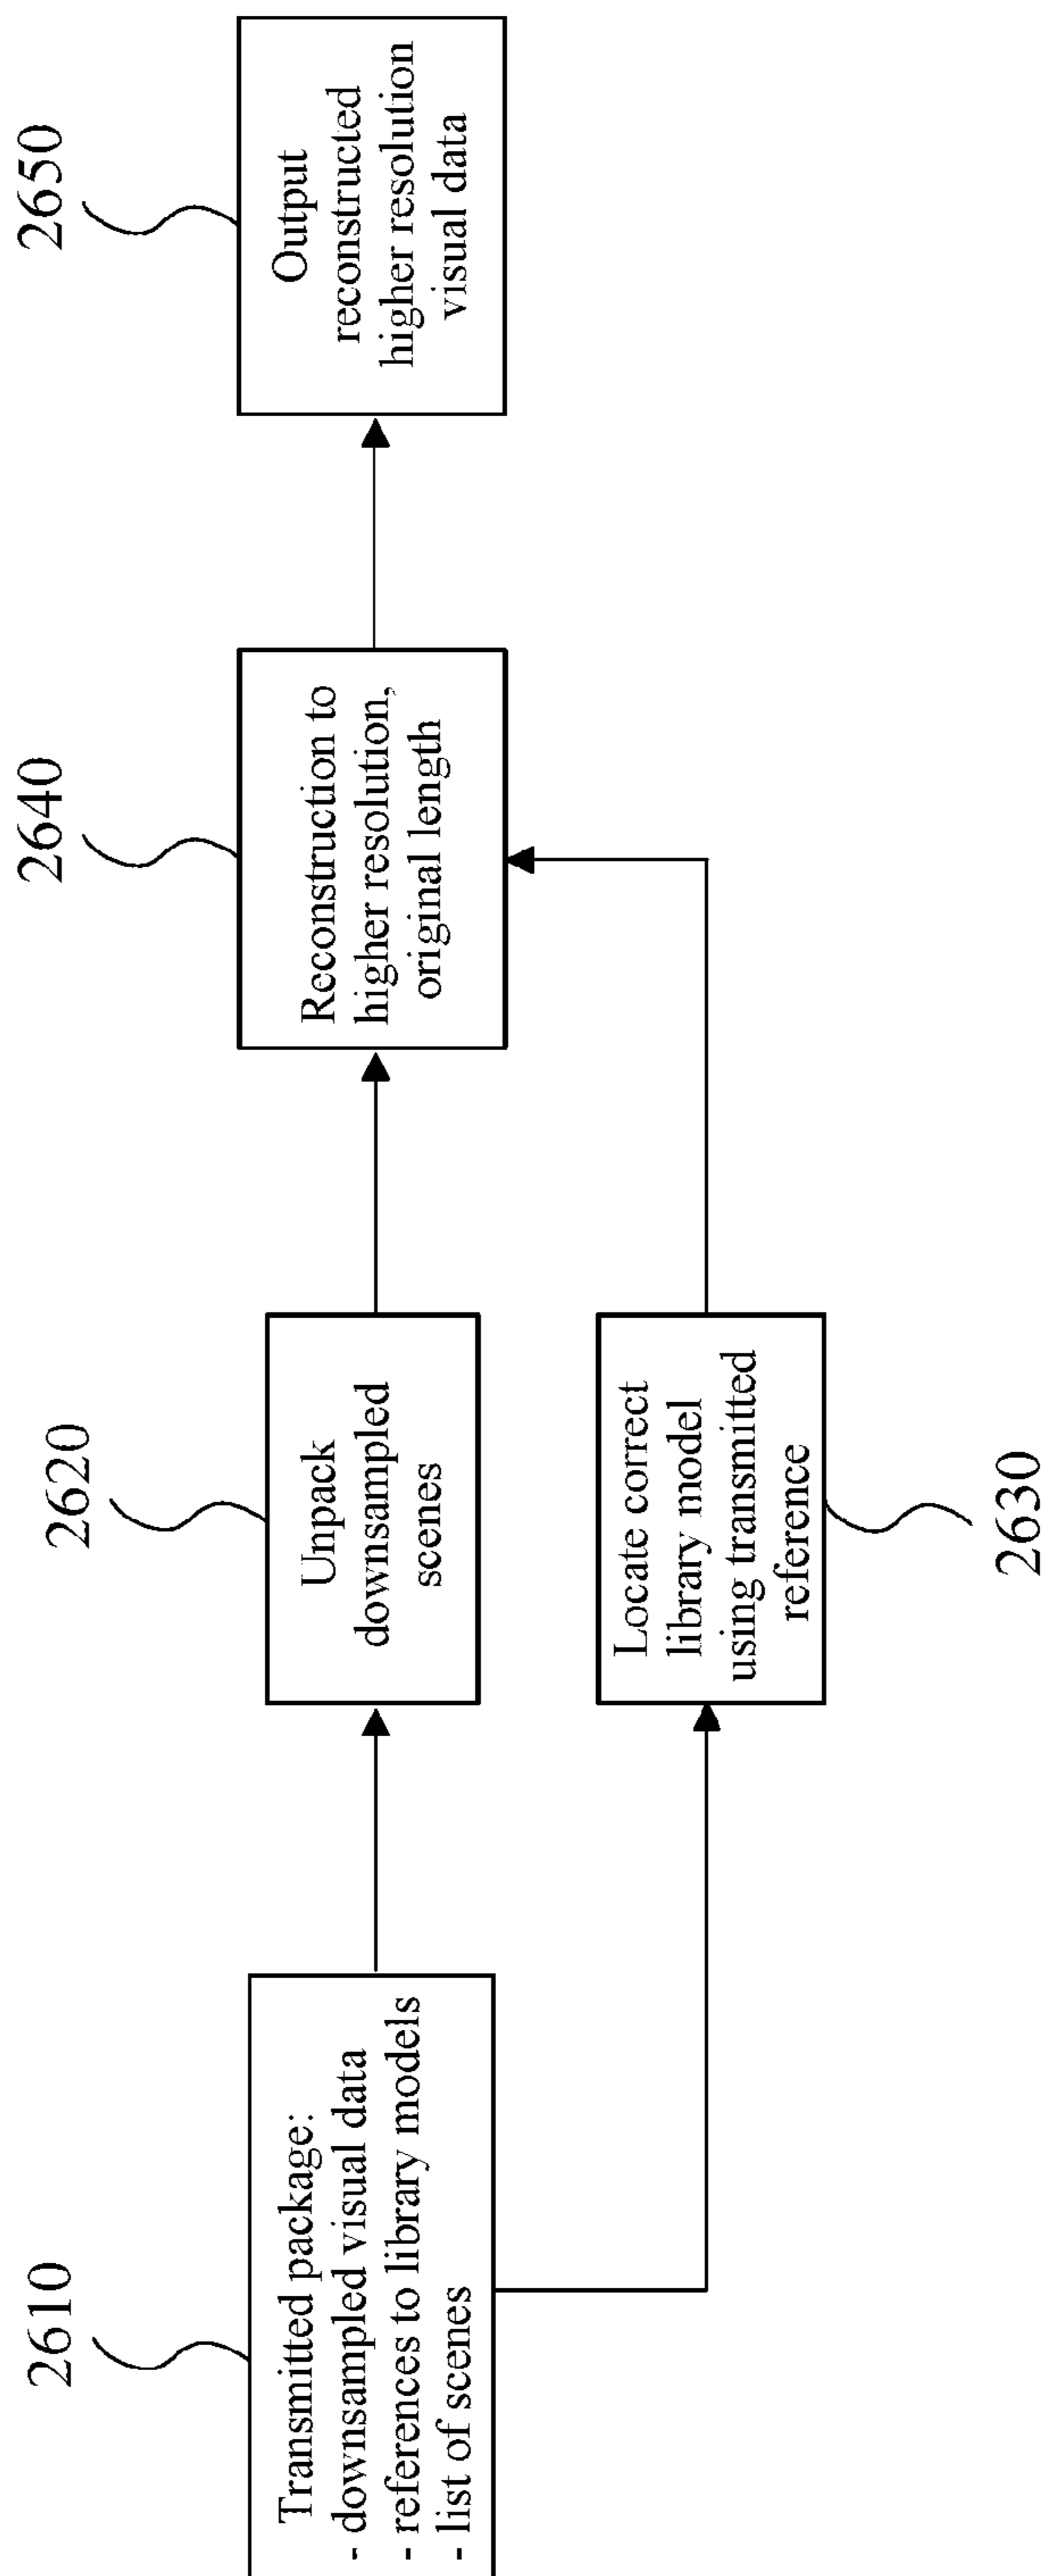 2610
Transmitted package:
- downsampled visual data
- references to library models
- list of scenes
2620
Unpack
downsampled
scenes
Locate correct
library model
using transmitted
reference
2630
2640
Reconstruction to
higher resolution,
original length
2650
Output
reconstructed
higher resolution
visual data